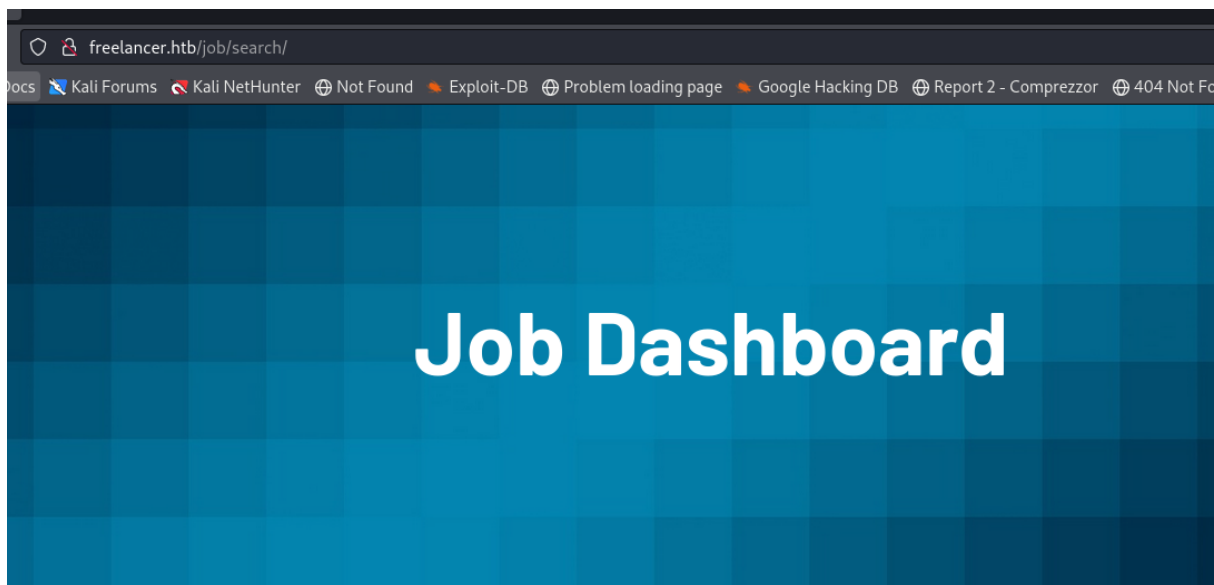 freelancer.htb/job/search/
Docs Kali Forums Kali NetHunter Not Found Exploit-DB Problem loading page Google Hacking DB Report 2 - Comprezzor 404 Not Fo
Job Dashboard